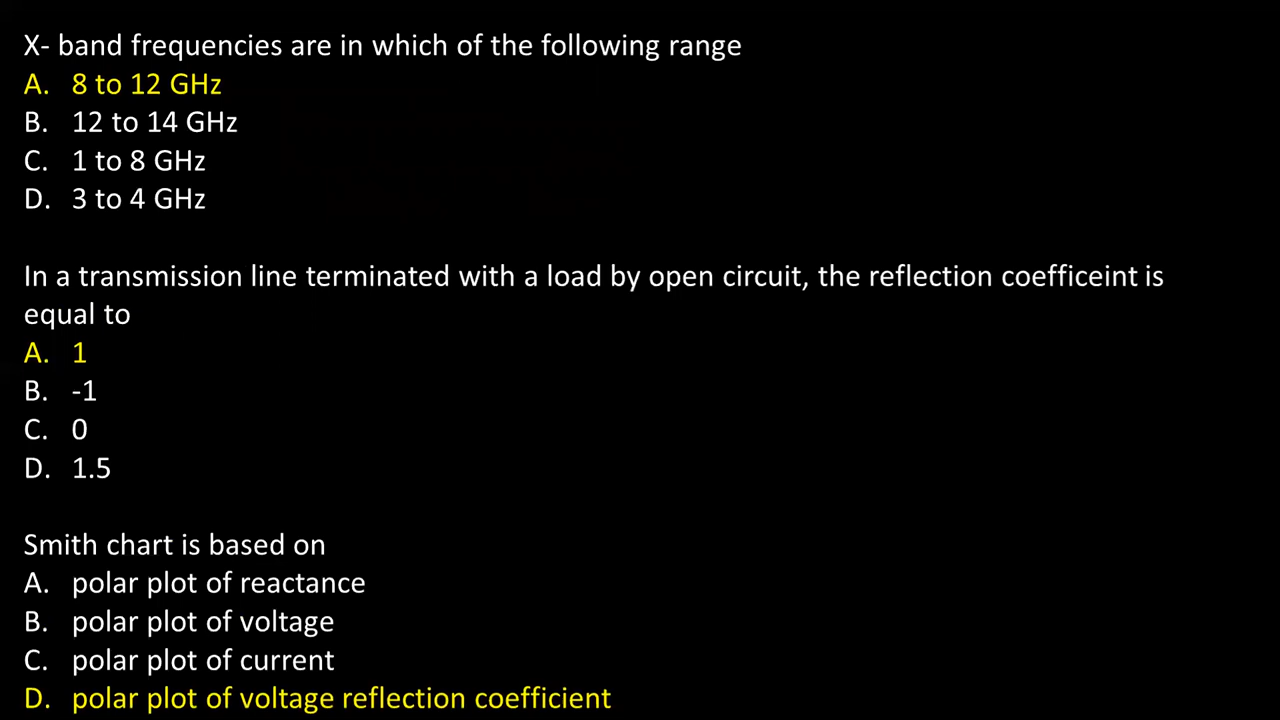 X- band frequencies are in which of the following range
A. 8 to 12 GHz
B. 12 to 14 GHz
C. 1 to 8 GHz
D. 3 to 4 GHz
In a transmission line terminated with a load by open circuit, the reflection coefficeint is
equal to
A. 1
B. -1
C. 0
D. 1.5
Smith chart is based on
A. polar plot of reactance
B. polar plot of voltage
C. polar plot of current
D. polar plot of voltage reflection coefficient